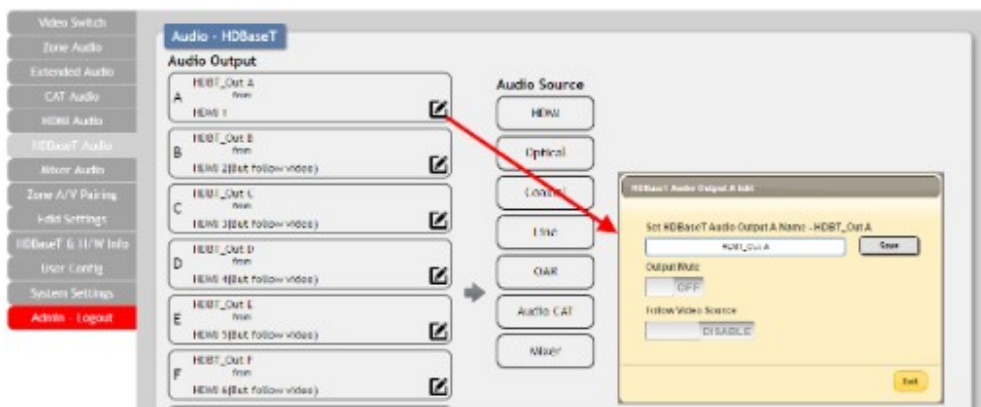 Video Switch
Zone Audio
Extended Audio
CAT Audio
HDMI Audio
HDBaseT Audio
Mixer Audio
Zone A/V Pairing
Edid Settings
HDBaseT & H/W Info
User Config
System Settings
Admin - Logout
Audio - HDBaseT
Audio Output
A
HDBT_Out A
from
HDMI 1
B
HDBT_Out B
from
HDMI 2(But follow video)
C
HDBT_Out C
from
HDMI 3(But follow video)
D
HDBT_Out D
from
HDMI 4(But follow video)
E
HDBT_Out E
from
HDMI 5(But follow video)
F
HDBT_Out F
from
HDMI 6(But follow video)
Audio Source
HDMI
Optical
Coaxial
Line
OAR
Audio CAT
Mixer
HDBaseT Audio Output A Edit
Set HDBaseT Audio Output A Name - HDBT_Out A
HDBT_Out A
Save
Output Mute
OFF
Follow Video Source
DISABLE
Exit